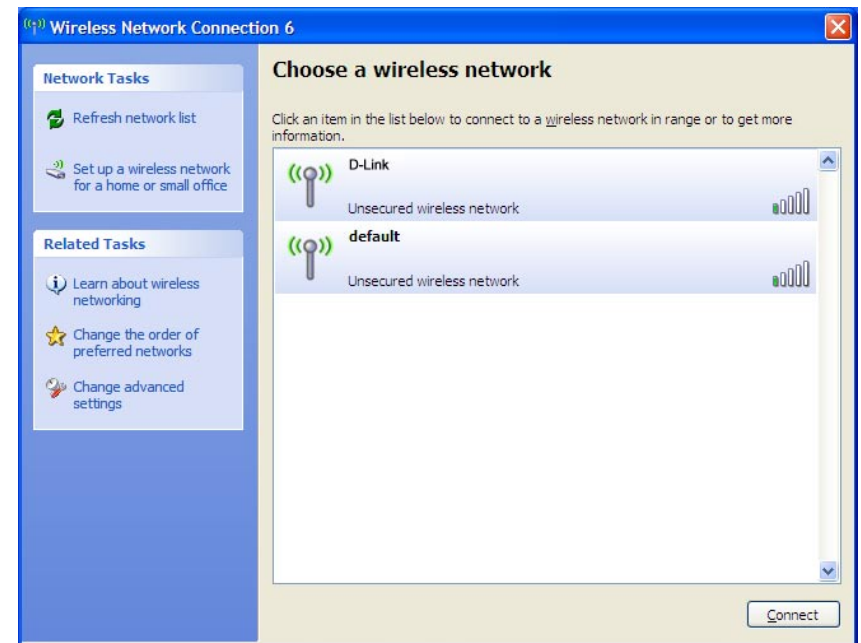 Wireless Network Connection 6
Network Tasks
Refresh network list
Set up a wireless network
for a home or small office
Related Tasks
Learn about wireless
networking
Change the order of
preferred networks
Change advanced
settings
Choose a wireless network
Click an item in the list below to connect to a wireless network in range or to get more
information.
D-Link
Unsecured wireless network
default
Unsecured wireless network
Connect